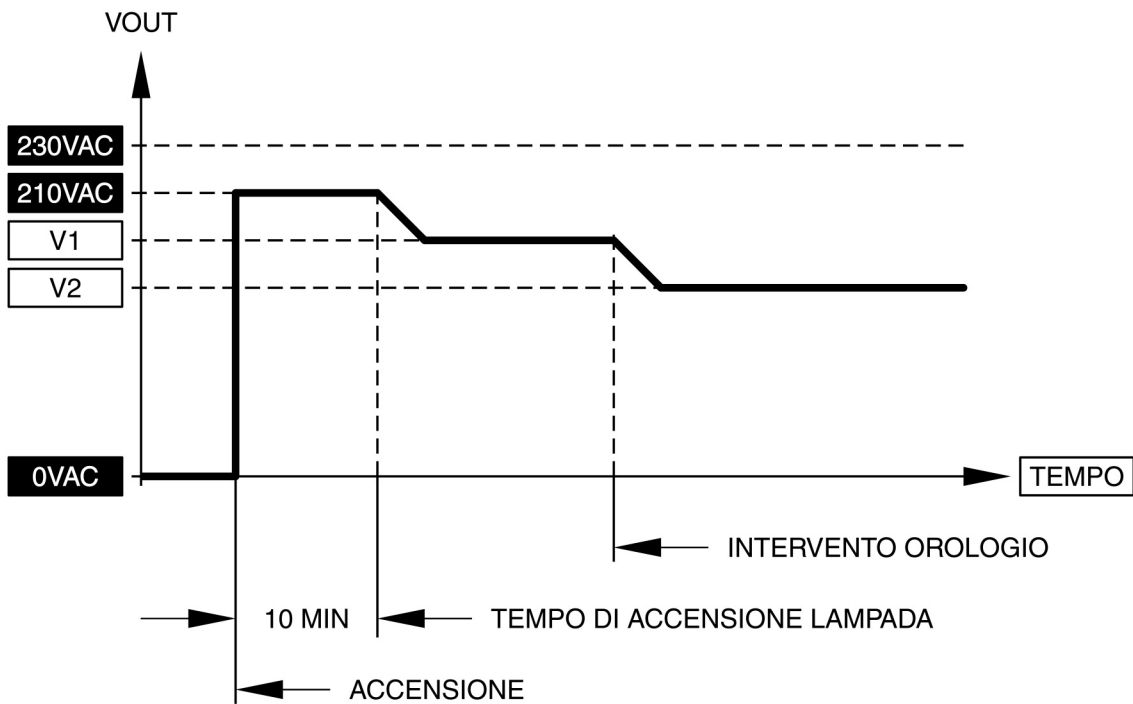 VOUT
230VAC
210VAC
V1
V2
0VAC
TEMPO
INTERVENTO OROLOGIO
10 MIN
TEMPO DI ACCENSIONE LAMPADA
ACCENSIONE